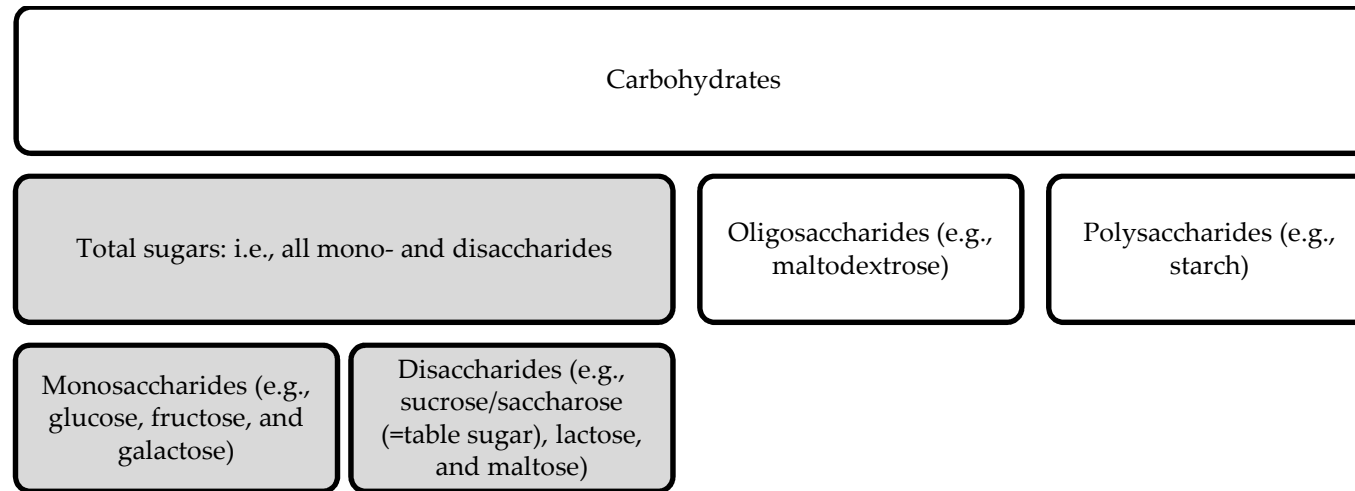 Carbohydrates
Total sugars: i.e., all mono- and disaccharides
Oligosaccharides (e.g.,
maltodextrose)
Polysaccharides (e.g.,
starch)
Monosaccharides (e.g.,
glucose, fructose, and
galactose)
Disaccharides (e.g.,
sucrose/saccharose
(=table sugar), lactose,
and maltose)